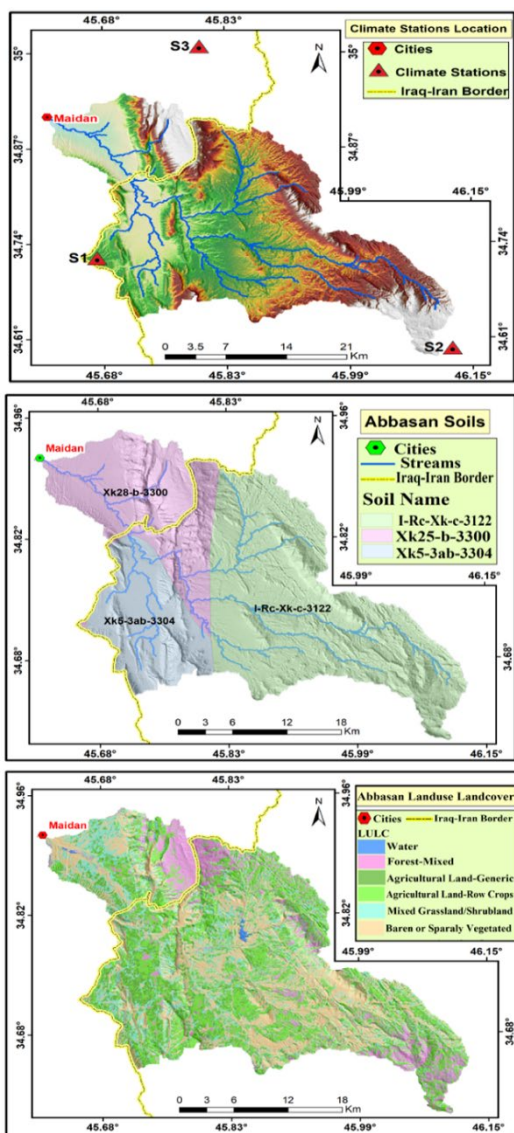 45.68°
45.83°
Climate Stations Location
Cities
Climate Stations
Iraq-Iran Border
35°
S3
N
35°
Maidan
34.87°
34.87°
45.99°
46.15°
34.74°
34.74°
S1
34.61°
34.61°
S2
0 3.5 7 14 21
Km
45.68°
45.83°
45.99°
46.15°
45.68°
45.83°
34.96°
34.96°
Abbasan Soils
Cities
Streams
Iraq-Iran Border
Soil Name
I-Rc-Xk-c-3122
Xk25-b-3300
Xk5-3ab-3304
N
Maidan
Xk28-b-3300
34.82°
34.82°
45.99°
46.15°
Xk5-3ab-3304
I-Rc-Xk-c-3122
34.68°
34.68°
0 3 6 12 18
Km
45.68°
45.83°
45.99°
46.15°
45.68°
45.83°
34.96°
34.96°
Abbasan Landuse Landcover
Cities Iraq-Iran Border
LULC
Water
Forest-Mixed
Agricultural Land-Generic
Agricultural Land-Row Crops
Mixed Grassland/Shrubland
Baren or Sparaly Vegetated
N
Maidan
34.82°
34.82°
45.99°
46.15°
34.68°
34.68°
0 3 6 12 18
Km
45.68°
45.83°
45.99°
46.15°